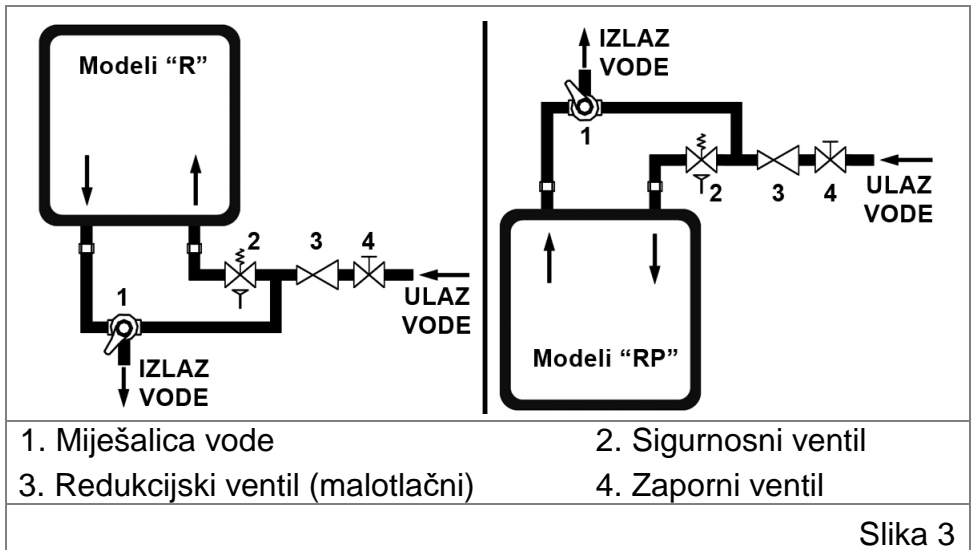 Modeli “R”
2
3
4
ULAZ
VODE
1
IZLAZ
VODE
IZLAZ
VODE
1
2
3
4
ULAZ
VODE
Modeli “RP”
1. Miješalica vode
2. Sigurnosni ventil
3. Redukcijski ventil (malotlačni)
4. Zaporni ventil
Slika 3